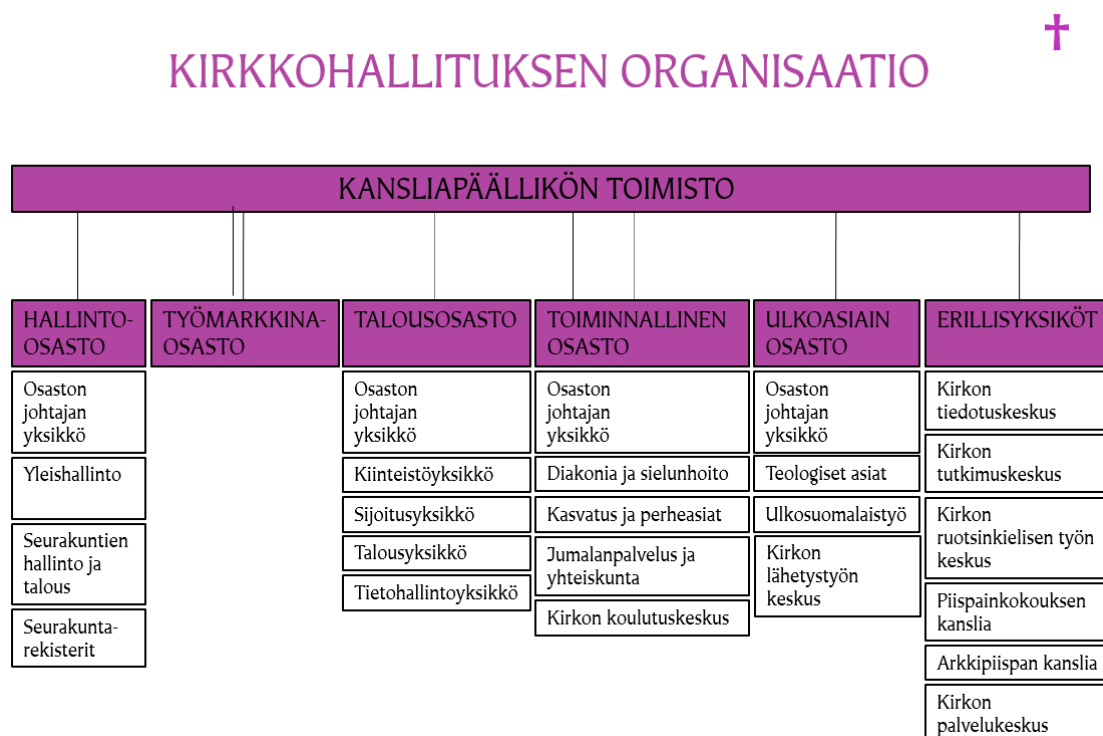 KIRKKOHALLITUKSEN ORGANISAATIO
KANSLIAPÄÄLLIKÖN TOIMISTO
HALLINTO-
OSASTO
Osaston
johtajan
yksikkö
Yleishallinto
Seurakuntien
hallinto ja
talous
Seurakunta-
rekisterit
TYÖMARKKINA-
OSASTO
TALOUSOSASTO
Osaston
johtajan
yksikkö
Kiinteistöyksikkö
Sijoitusyksikkö
Talousyksikkö
Tietohallintoyksikkö
TOIMINNALLINEN
OSASTO
Osaston
johtajan
yksikkö
Diakonia ja sielunhoito
Kasvatus ja perheasiat
Jumalanpalvelus ja
yhteiskunta
Kirkon koulutuskeskus
ULKOASIAIN
OSASTO
Osaston
johtajan
yksikkö
Teologiset asiat
Ulkosuomalaistyö
Kirkon
lähetystyön
keskus
ERILLISYKSIKÖT
Kirkon
tiedotuskeskus
Kirkon
tutkimuskeskus
Kirkon
ruotsinkielisen työn
keskus
Piispainkokouksen
kanslia
Arkkipiispan kanslia
Kirkon
palvelukeskus